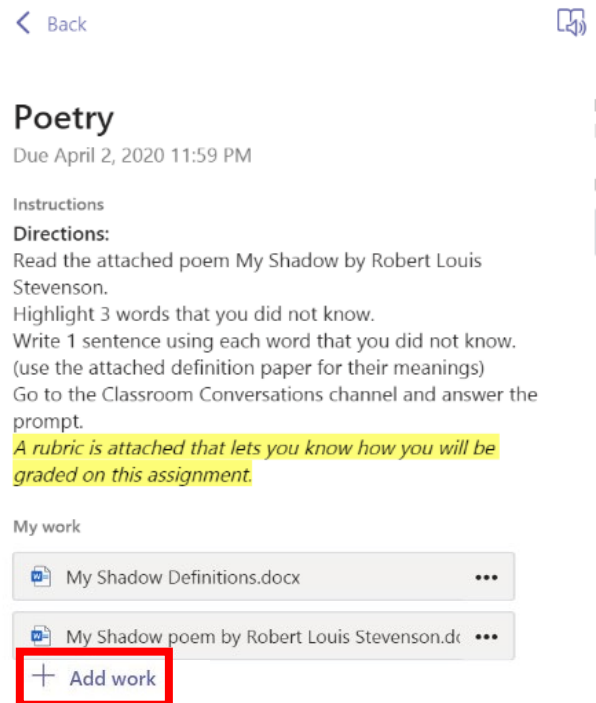 Back
Poetry
Due April 2, 2020 11:59 PM
Instructions
Directions:
Read the attached poem My Shadow by Robert Louis
Stevenson.
Highlight 3 words that you did not know.
Write 1 sentence using each word that you did not know.
(use the attached definition paper for their meanings)
Go to the Classroom Conversations channel and answer the
prompt.
A rubric is attached that lets you know how you will be
graded on this assignment.
My work
My Shadow Definitions.docx
My Shadow poem by Robert Louis Stevenson.dc
Add work